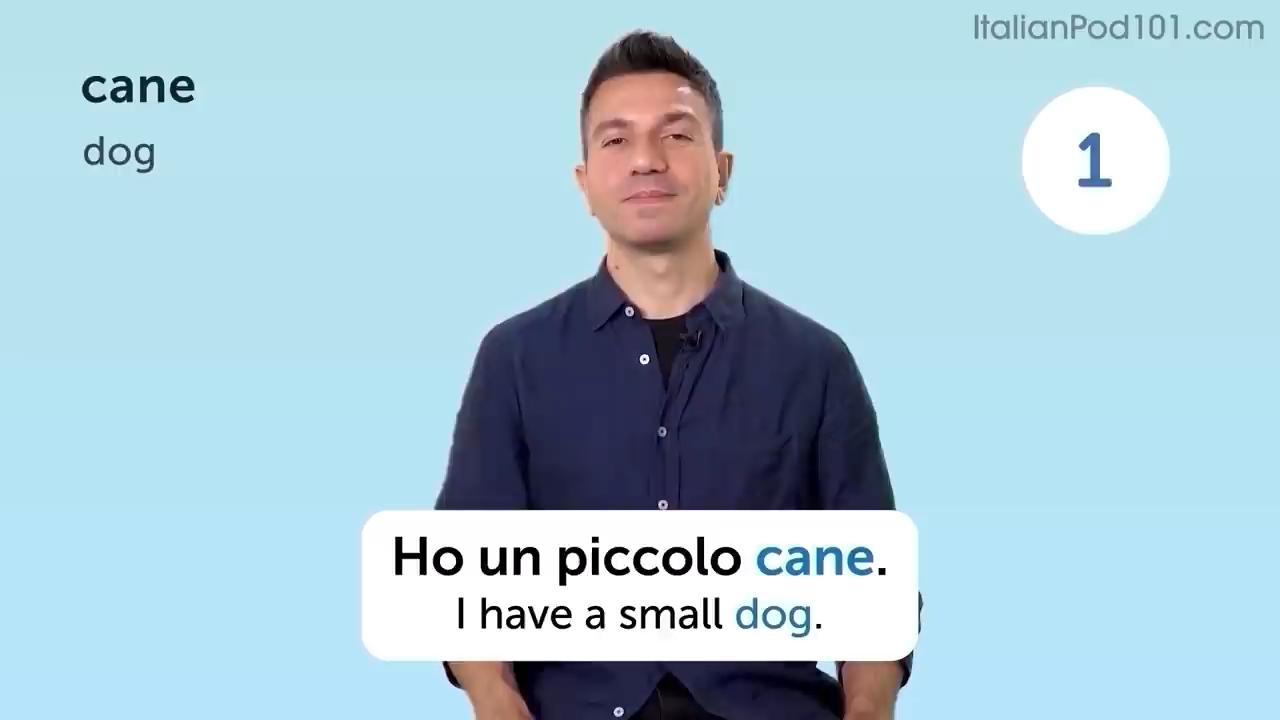 ItalianPod101.com
cane
dog
1
Ho un piccolo cane.
I have a small dog.